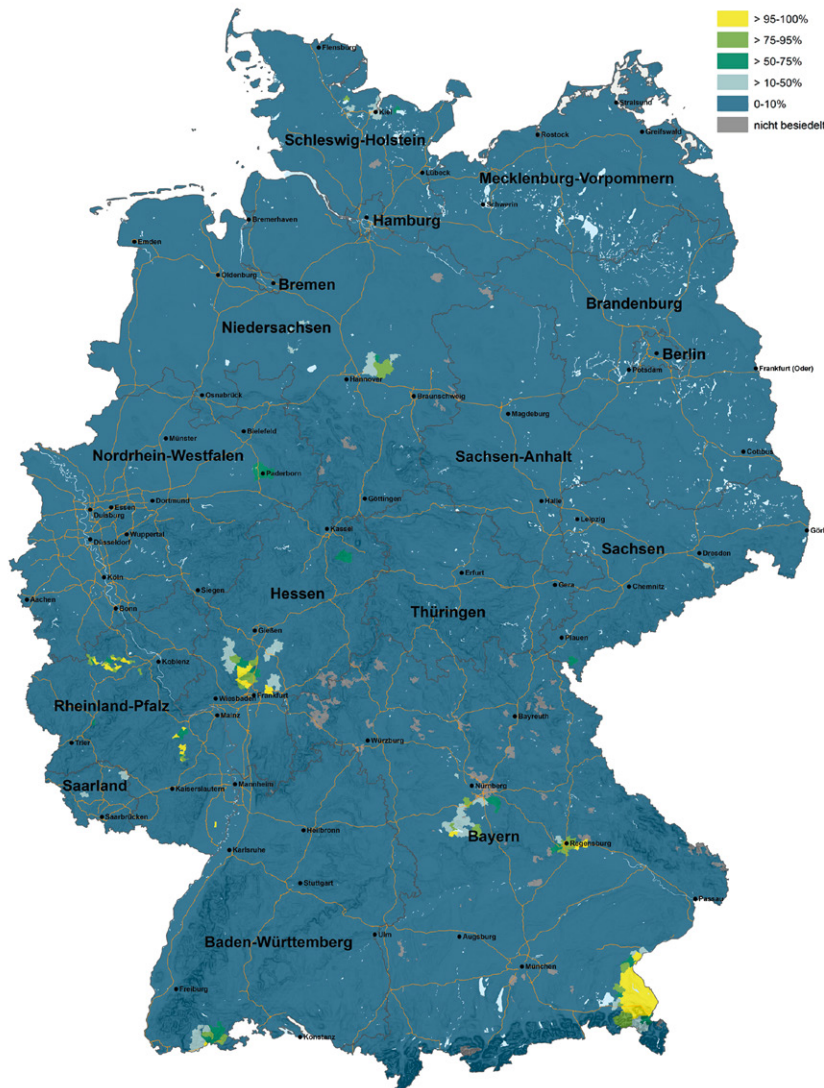 > 95-100%
> 75-95%
> 50-75%
> 10-50%
0-10%
nicht besiedelt
Flensburg
Kiel
Stralsund
Schleswig-Holstein
Rostock
Greifswald
Lübeck
Mecklenburg-Vorpommern
Schwerin
Bremerhaven
Hamburg
Emden
Oldenburg
Bremen
Brandenburg
Niedersachsen
Berlin
Potsdam
Frankfurt (Oder)
Hannover
Osnabrück
Braunschweig
Magdeburg
Bielefeld
Münster
Nordrhein-Westfalen
Sachsen-Anhalt
Cottbus
Paderborn
Dortmund
Göttingen
Halle
Essen
Duisburg
Leipzig
Kassel
Görl
Wuppertal
Düsseldorf
Sachsen
Dresden
Köln
Erfurt
Gera
Chemnitz
Siegen
Hessen
Aachen
Bonn
Thüringen
Gießen
Plauen
Koblenz
Wiesbaden
Frankfurt
Rheinland-Pfalz
Mainz
Bayreuth
Trier
Würzburg
Saarland
Kaiserslautern
Mannheim
Nürnberg
Saarbrücken
Heilbronn
Bayern
Regensburg
Karlsruhe
Stuttgart
Passau
Baden-Württemberg
Ulm
Augsburg
München
Freiburg
Konstanz